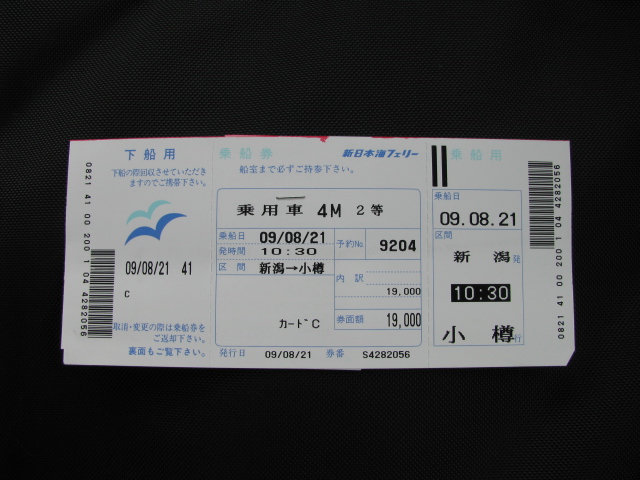 下船用
下船の際回収させていただき
ますのでご携帯下さい。
09/08/21 41
C
取消・変更の際は乗船券を
ご返却下さい。
裏面もご覧下さい。
0821 41 00 200 1 04 4282056
乗船券
新日本海フェリー
船室まで必ずご持参下さい。
乗用車 4M 2等
乗船日 09/08/21
発時間 10:30
予約No 9204
区間 新潟→小樽
内訳
19,000
カードC
券面額 19,000
発行日 09/08/21 券番 S4282056
乗船用
乗船日
09.08.21
区間
新潟発
10:30
小樽行
0821 41 00 200 1 04 4282056